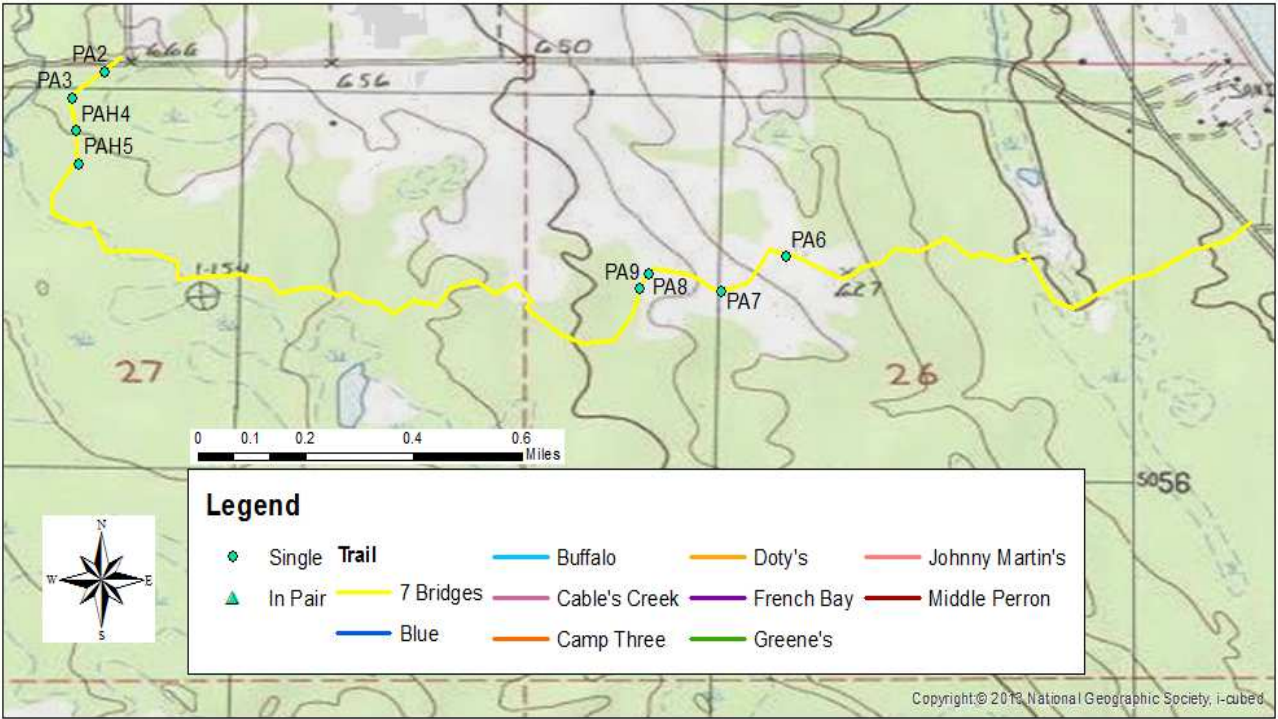 PA2
666
650
PA3
656
PAH4
PAH5
PA6
1-154
PA9
PA8
PA7
627
27
26
0 0.1 0.2 0.4 0.6
Miles
5056
Legend
Single
In Pair
Trail
7 Bridges
Blue
Buffalo
Cable's Creek
Camp Three
Doty's
French Bay
Greene's
Johnny Martin's
Middle Perron
N
W E
S
Copyright:© 2013 National Geographic Society, i-cubed